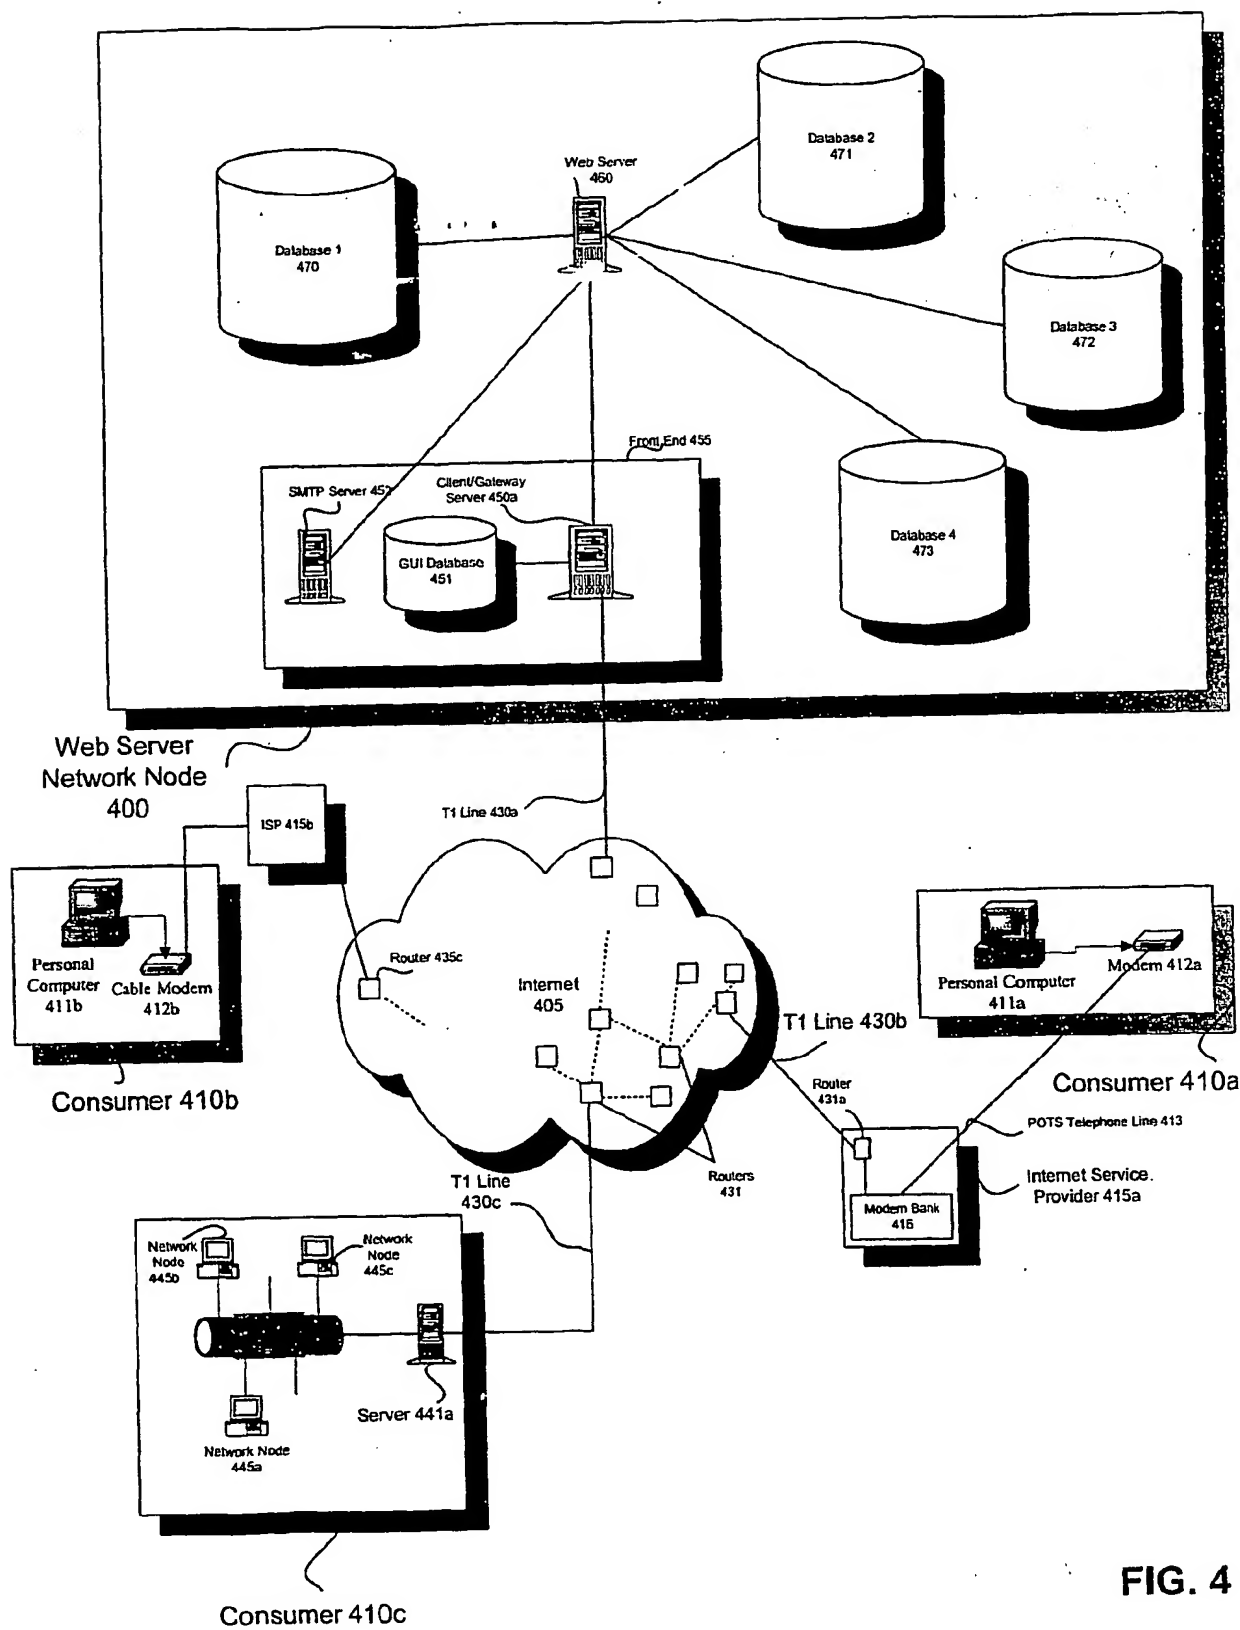 Database 2
471
Web Server
460
Database 1
470
Database 3
472
Front End 455
SMTP Server 452
Client/Gateway
Server 450a
GUI Database
451
Database 4
473
Web Server
Network Node
400
T1 Line 430a
ISP 415b
Personal
Computer
411b
Cable Modem
412b
Consumer 410b
Router 435c
Internet
405
T1 Line 430b
Personal Computer
411a
Modem 412a
Consumer 410a
Router
431a
POTS Telephone Line 413
Internet Service.
Provider 415a
Modem Bank
416
Routers
431
T1 Line
430c
Network
Node
445b
Network
Node
445c
Server 441a
Network Node
445a
Consumer 410c
FIG. 4